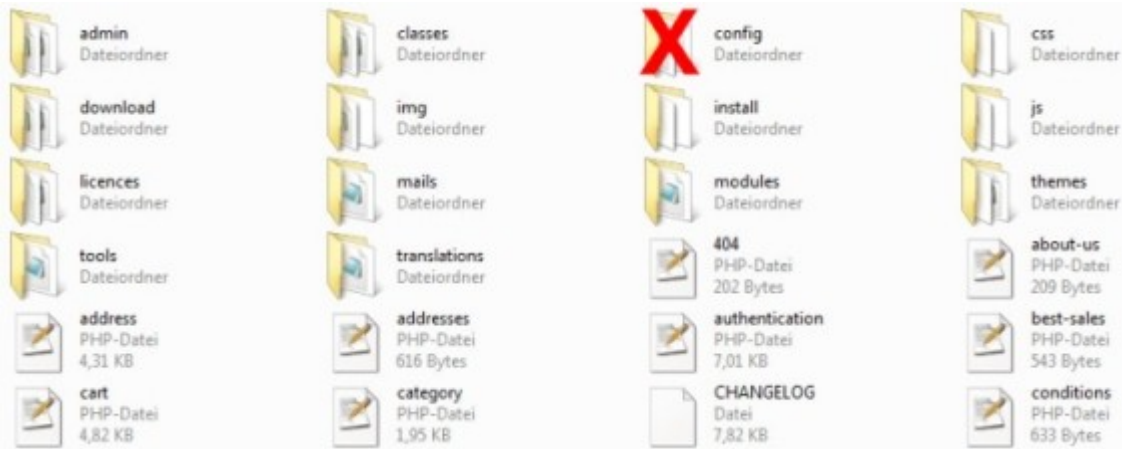 admin
Dateiordner
classes
Dateiordner
config
Dateiordner
css
Dateiordner
download
Dateiordner
img
Dateiordner
install
Dateiordner
js
Dateiordner
licences
Dateiordner
mails
Dateiordner
modules
Dateiordner
themes
Dateiordner
tools
Dateiordner
translations
Dateiordner
404
PHP-Datei
202 Bytes
about-us
PHP-Datei
209 Bytes
address
PHP-Datei
4,31 KB
addresses
PHP-Datei
616 Bytes
authentication
PHP-Datei
7,01 KB
best-sales
PHP-Datei
543 Bytes
cart
PHP-Datei
4,82 KB
category
PHP-Datei
1,95 KB
CHANGELOG
Datei
7,82 KB
conditions
PHP-Datei
633 Bytes